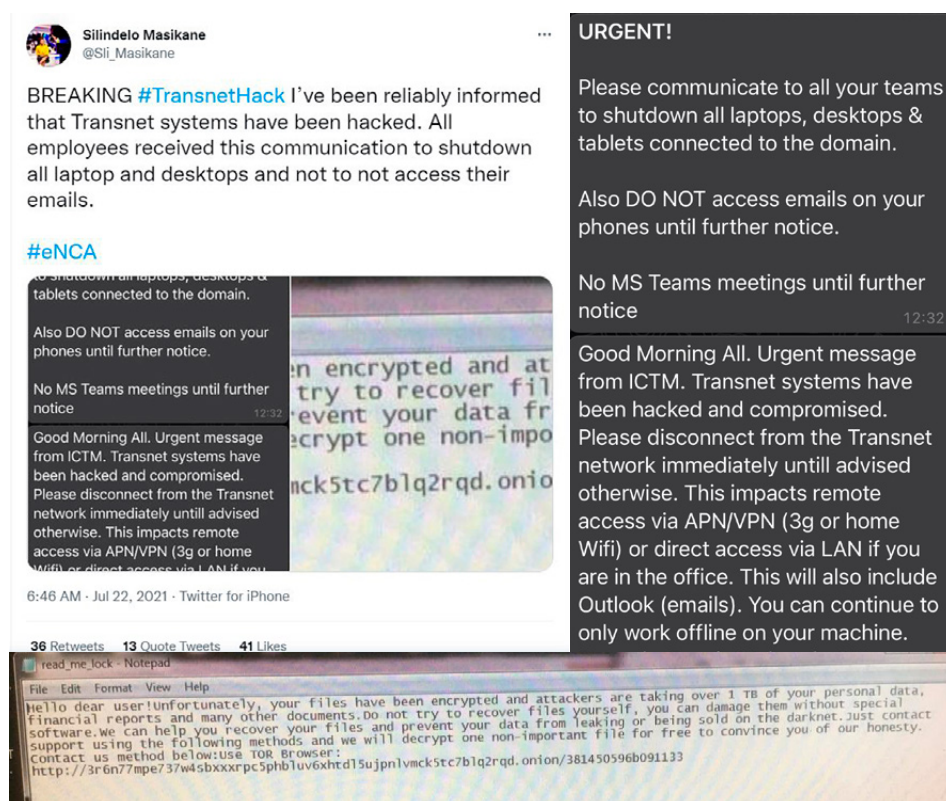 Silindelo Masikane
@Sli_Masikane
BREAKING #TransnetHack I've been reliably informed
that Transnet systems have been hacked. All
employees received this communication to shutdown
all laptop and desktops and not to not access their
emails.
#eNCA
to shutdown all laptops, desktops &
tablets connected to the domain.
Also DO NOT access emails on your
phones until further notice.
No MS Teams meetings until further
notice
12:32
Good Morning All. Urgent message
from ICTM. Transnet systems have
been hacked and compromised.
Please disconnect from the Transnet
network immediately untill advised
otherwise. This impacts remote
access via APN/VPN (3g or home
Wifi) or direct access via LAN if you
en encrypted and at
try to recover fil
event your data fr
ecrypt one non-impo
mck5tc7blq2rqd.onio
6:46 AM · Jul 22, 2021 · Twitter for iPhone
36 Retweets 13 Quote Tweets 41 Likes
URGENT!
Please communicate to all your teams
to shutdown all laptops, desktops &
tablets connected to the domain.
Also DO NOT access emails on your
phones until further notice.
No MS Teams meetings until further
notice
12:32
Good Morning All. Urgent message
from ICTM. Transnet systems have
been hacked and compromised.
Please disconnect from the Transnet
network immediately untill advised
otherwise. This impacts remote
access via APN/VPN (3g or home
Wifi) or direct access via LAN if you
are in the office. This will also include
Outlook (emails). You can continue to
only work offline on your machine.
read_me_lock - Notepad
File Edit Format View Help
Hello dear user!Unfortunately, your files have been encrypted and attackers are taking over 1 TB of your personal data,
financial reports and many other documents.Do not try to recover files yourself, you can damage them without special
software.We can help you recover your files and prevent your data from leaking or being sold on the darknet.Just contact
support using the following methods and we will decrypt one non-important file for free to convince you of our honesty.
Contact us method below:Use TOR Browser:
http://3r6n77mpe737w4sbxxxrpc5phbluv6xhtdl5ujpnlvmck5tc7blq2rqd.onion/381450596b091133